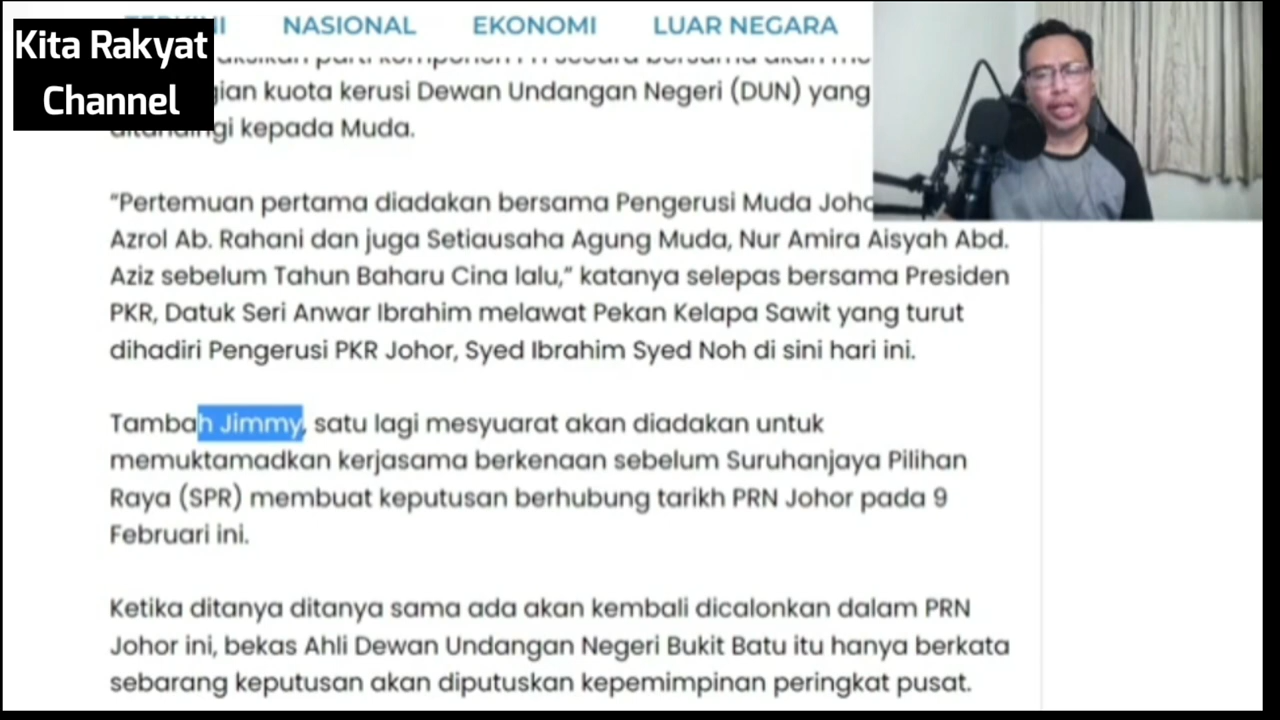 TERKINI NASIONAL EKONOMI LUAR NEGARA
Kita Rakyat
Channel
parti komponen secara bersama akan
kuota kerusi Dewan Undangan Negeri (DUN) yang
kepada Muda.
“Pertemuan pertama diadakan bersama Pengerusi Muda
Azrol Ab. Rahani dan juga Setiausaha Agung Muda, Nur Amira Aisyah Abd.
Aziz sebelum Tahun Baharu Cina lalu,” katanya selepas bersama Presiden
PKR, Datuk Seri Anwar Ibrahim melawat Pekan Kelapa Sawit yang turut
dihadiri Pengerusi PKR Johor, Syed Ibrahim Syed Noh di sini hari ini.
Tambah Jimmy, satu lagi mesyuarat akan diadakan untuk
memuktamadkan kerjasama berkenaan sebelum Suruhanjaya Pilihan
Raya (SPR) membuat keputusan berhubung tarikh PRN Johor pada 9
Februari ini.
Ketika ditanya ditanya sama ada akan kembali dicalonkan dalam PRN
Johor ini, bekas Ahli Dewan Undangan Negeri Bukit Batu itu hanya berkata
sebarang keputusan akan diputuskan kepemimpinan peringkat pusat.